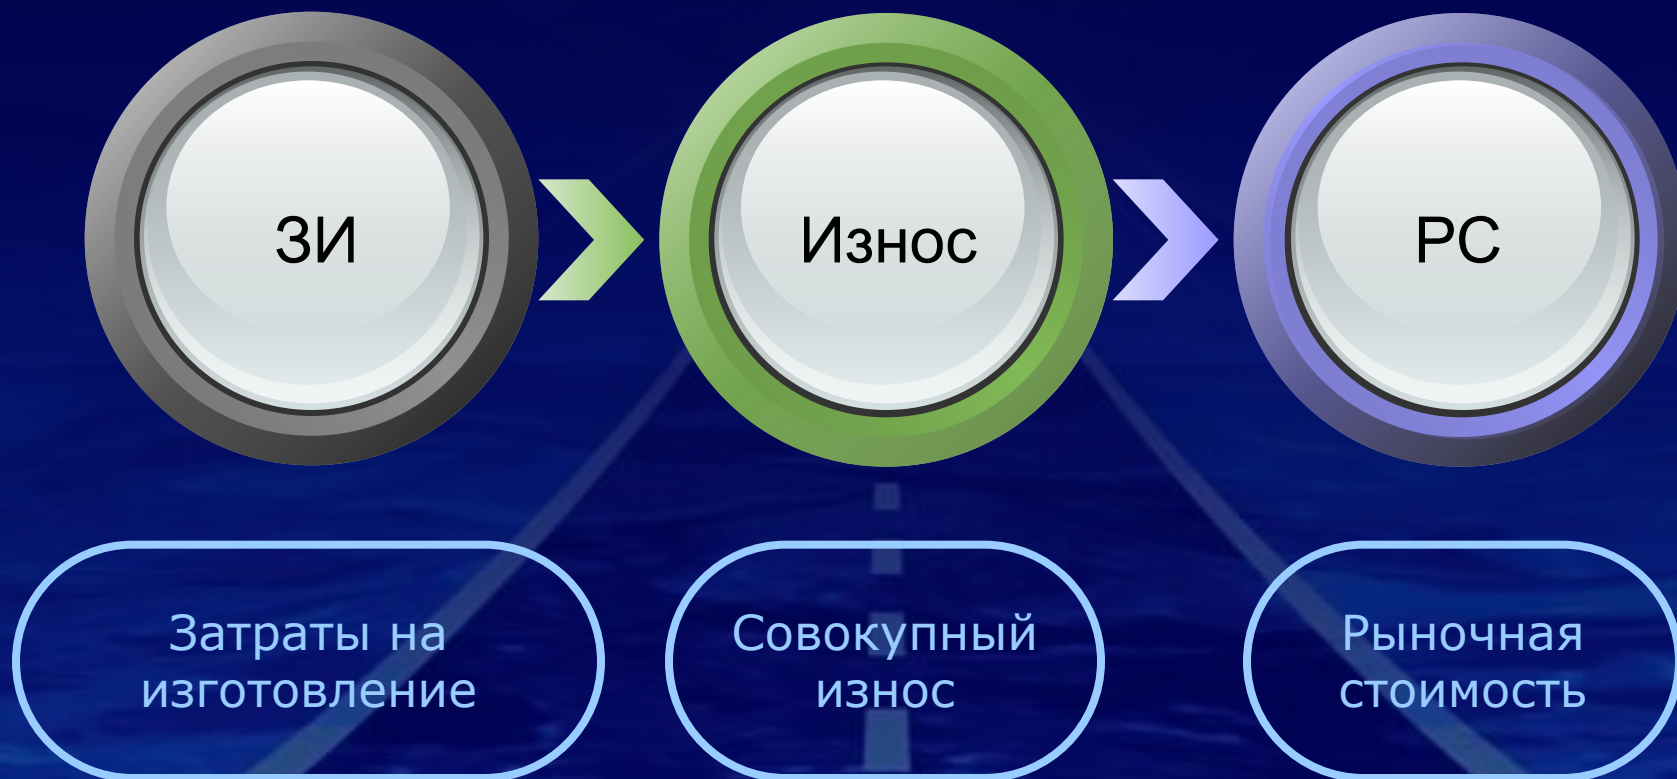 ЗИ
Износ
РС
Затраты на
изготовление
Совокупный
износ
Рыночная
стоимость